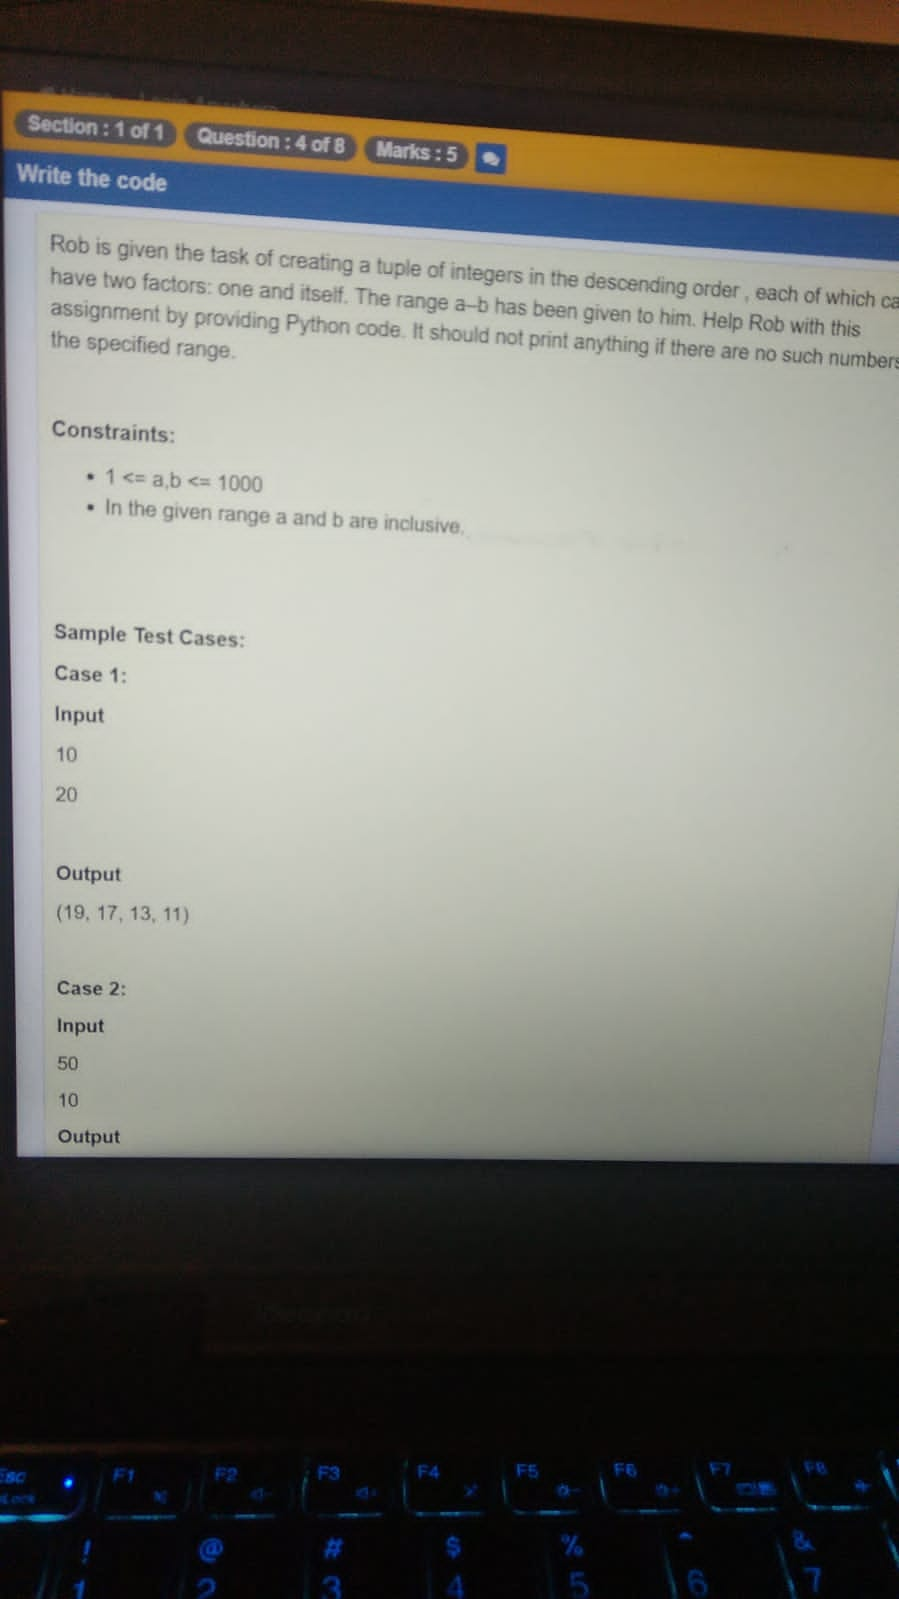 Section : 1 of 1 Question : 4 of 8 Marks : 5
Write the code
Rob is given the task of creating a tuple of integers in the descending order , each of which
have two factors: one and itself. The range a–b has been given to him. Help Rob with this
assignment by providing Python code. It should not print anything if there are no such numbers
the specified range.
Constraints:
• 1 <= a,b <= 1000
• In the given range a and b are inclusive.
Sample Test Cases:
Case 1:
Input
10
20
Output
(19, 17, 13, 11)
Case 2:
Input
50
10
Output
Esc F1 F2 F3 F4 F5 F6 F7 F8
! @ # $ % ^ &
1 2 3 4 5 6 7